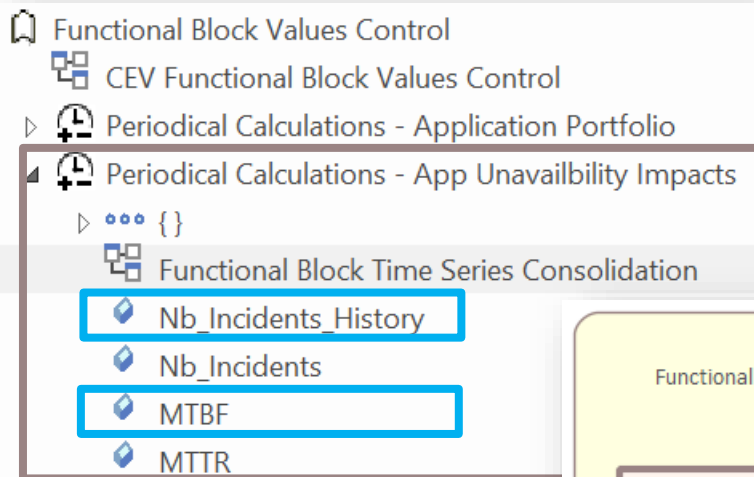 Functional Block Values Control
CEV Functional Block Values Control
Periodical Calculations - Application Portfolio
Periodical Calculations - App Unavailbility Impacts
{}
Functional Block Time Series Consolidation
Nb_Incidents_History
Nb_Incidents
Functional
MTBF
MTTR